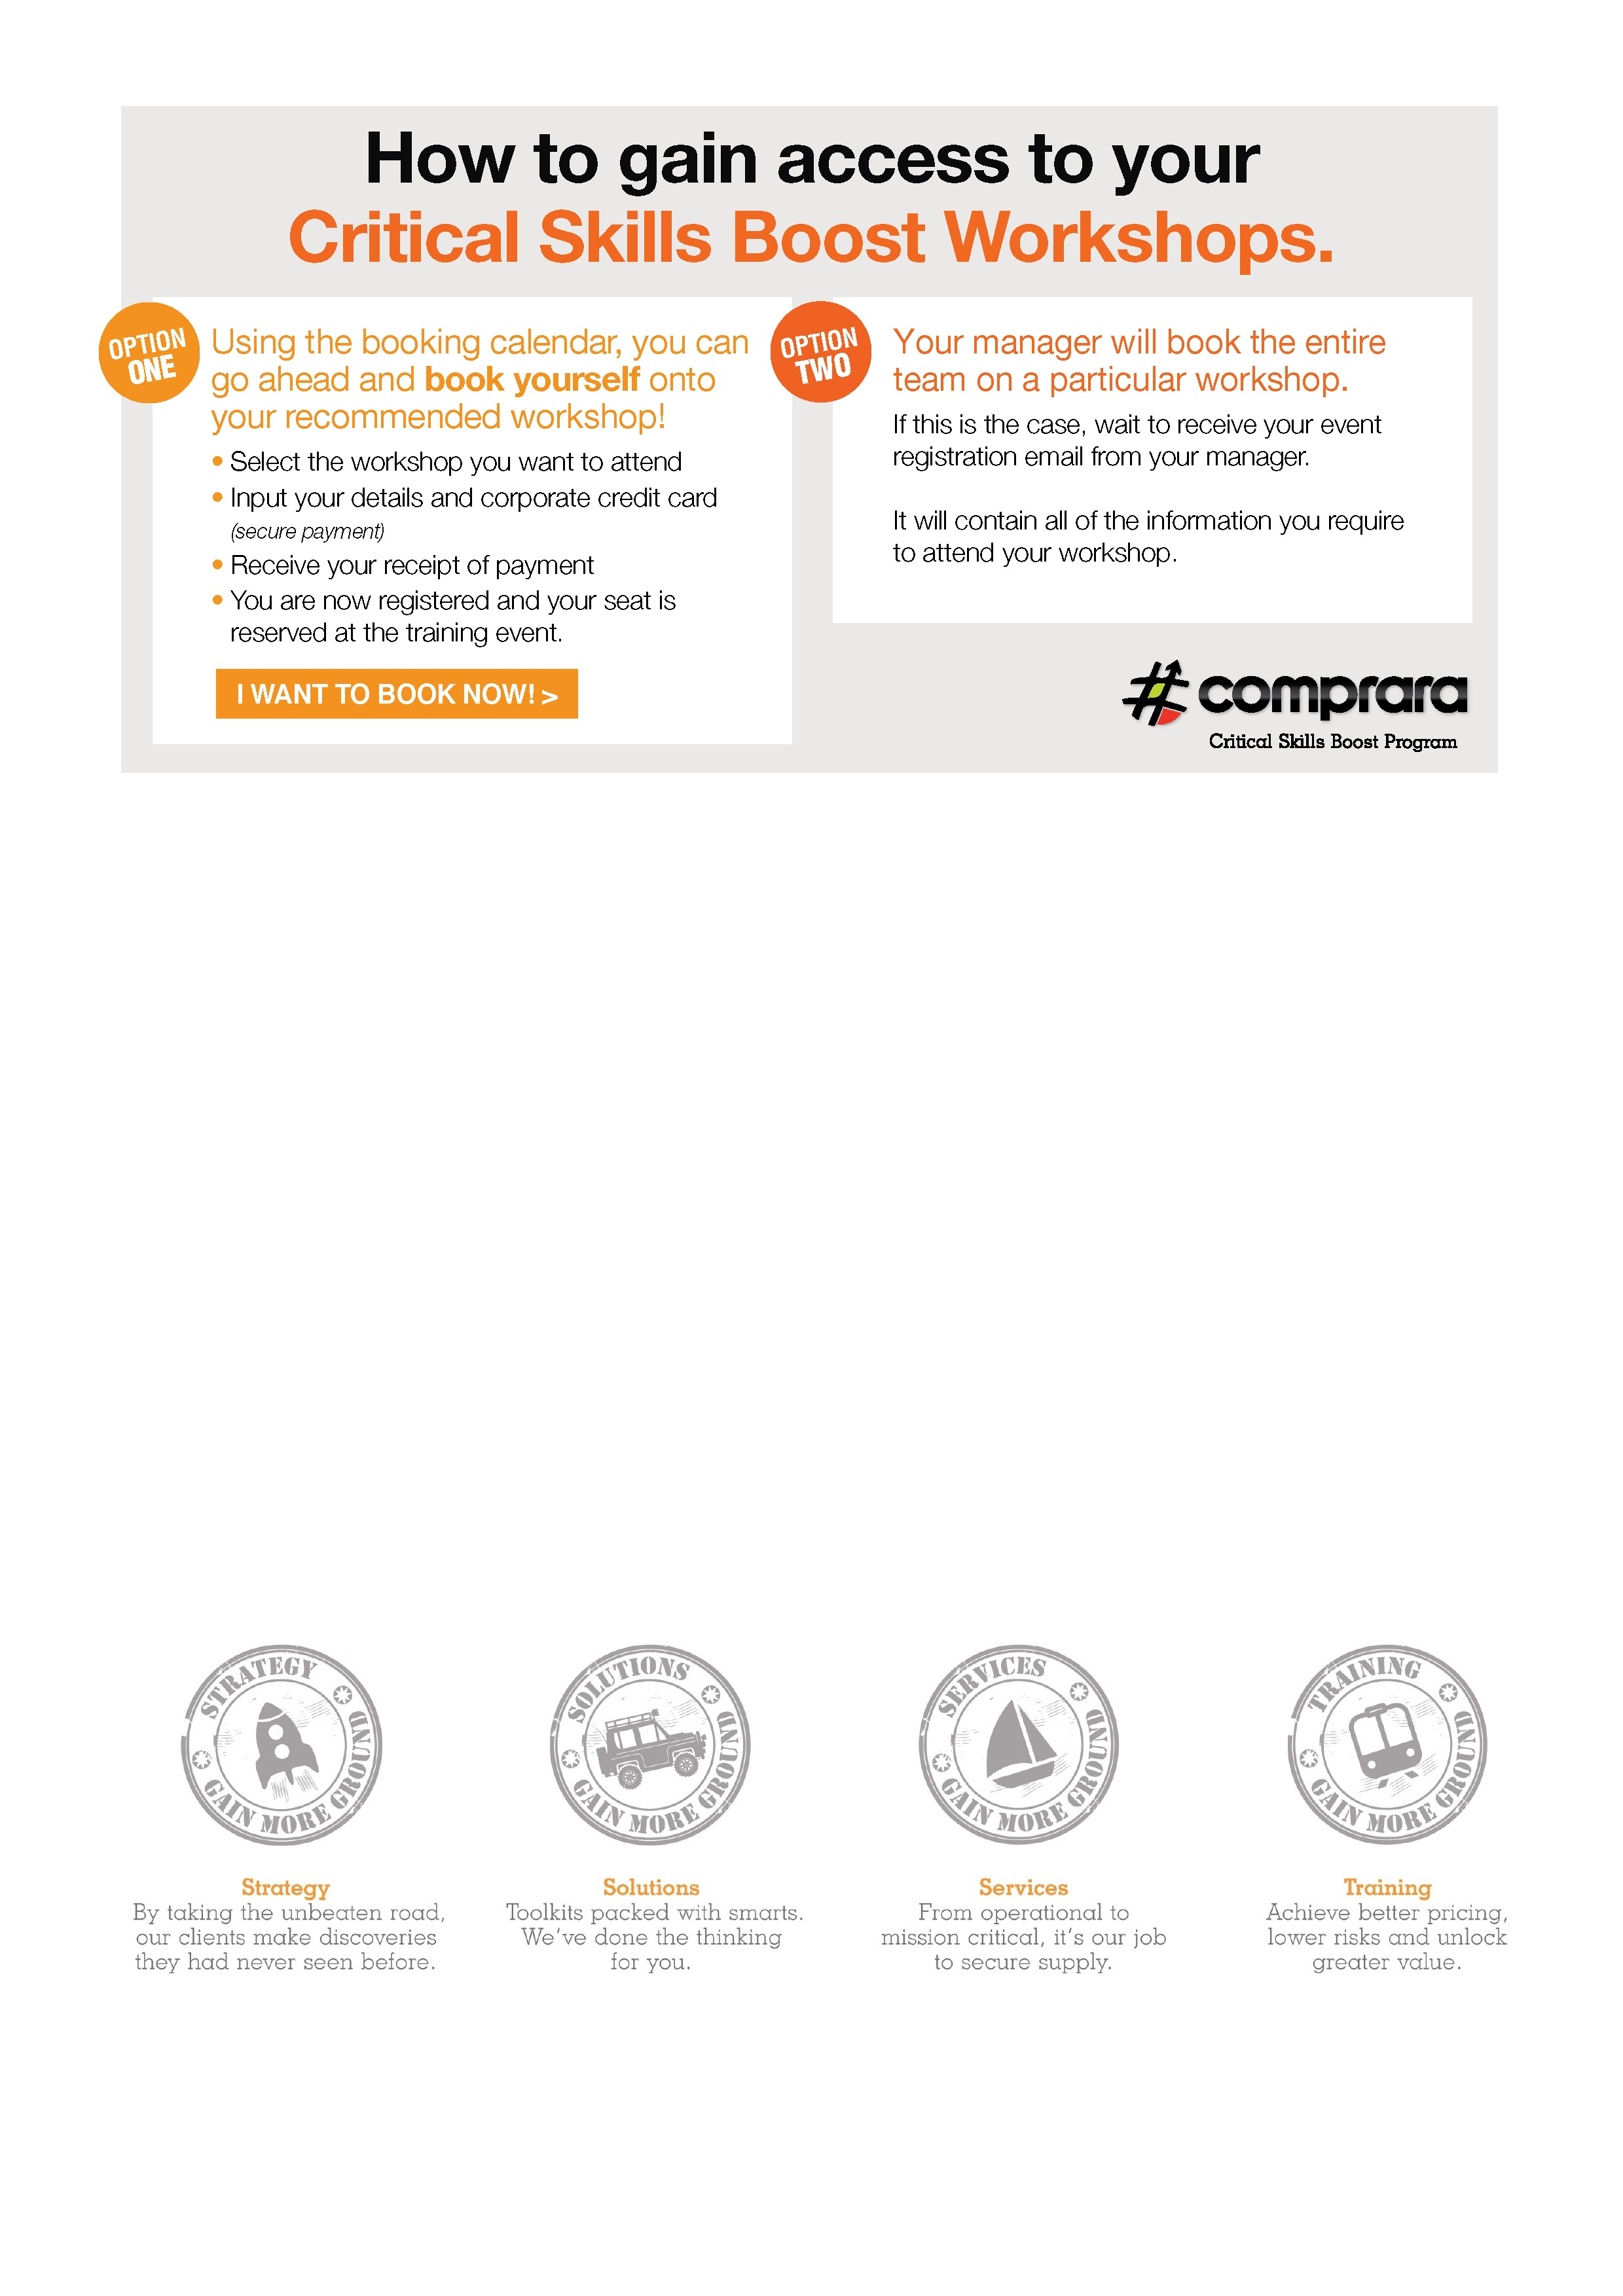 How to gain access to your
Critical Skills Boost Workshops.
OPTION
ONE
Using the booking calendar, you can
go ahead and book yourself onto
your recommended workshop!
• Select the workshop you want to attend
• Input your details and corporate credit card
(secure payment)
• Receive your receipt of payment
• You are now registered and your seat is
reserved at the training event.
I WANT TO BOOK NOW! >
OPTION
TWO
Your manager will book the entire
team on a particular workshop.
If this is the case, wait to receive your event
registration email from your manager.
It will contain all of the information you require
to attend your workshop.
comprara
Critical Skills Boost Program
STRATEGY
GAIN MORE GROUND
Strategy
By taking the unbeaten road,
our clients make discoveries
they had never seen before.
SOLUTIONS
GAIN MORE GROUND
Solutions
Toolkits packed with smarts.
We've done the thinking
for you.
SERVICES
GAIN MORE GROUND
Services
From operational to
mission critical, it's our job
to secure supply.
TRAINING
GAIN MORE GROUND
Training
Achieve better pricing,
lower risks and unlock
greater value.